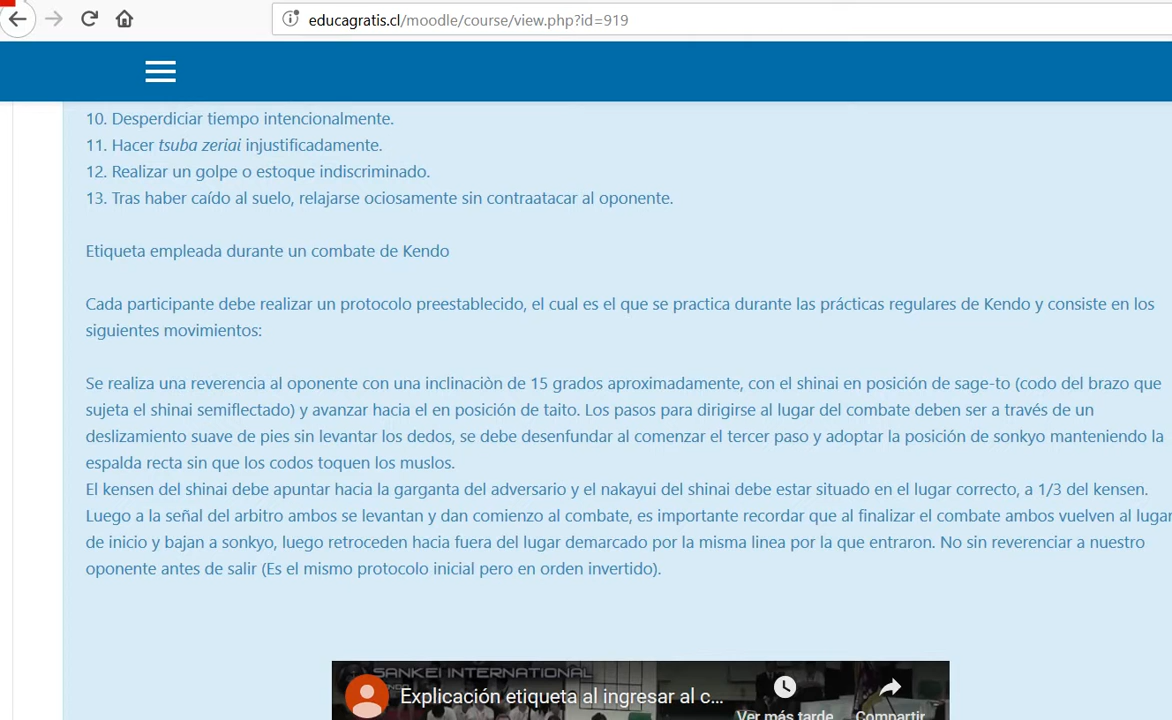 educagratis.cl/moodle/course/view.php?id=919
10. Desperdiciar tiempo intencionalmente.
11. Hacer tsuba zeriai injustificadamente.
12. Realizar un golpe o estoque indiscriminado.
13. Tras haber caído al suelo, relajarse ociosamente sin contraatacar al oponente.
Etiqueta empleada durante un combate de Kendo
Cada participante debe realizar un protocolo preestablecido, el cual es el que se practica durante las prácticas regulares de Kendo y consiste en los
siguientes movimientos:
Se realiza una reverencia al oponente con una inclinaciòn de 15 grados aproximadamente, con el shinai en posición de sage-to (codo del brazo que
sujeta el shinai semiflectado) y avanzar hacia el en posición de taito. Los pasos para dirigirse al lugar del combate deben ser a través de un
deslizamiento suave de pies sin levantar los dedos, se debe desenfundar al comenzar el tercer paso y adoptar la posición de sonkyo manteniendo la
espalda recta sin que los codos toquen los muslos.
El kensen del shinai debe apuntar hacia la garganta del adversario y el nakayui del shinai debe estar situado en el lugar correcto, a 1/3 del kensen.
Luego a la señal del arbitro ambos se levantan y dan comienzo al combate, es importante recordar que al finalizar el combate ambos vuelven al lugar
de inicio y bajan a sonkyo, luego retroceden hacia fuera del lugar demarcado por la misma linea por la que entraron. No sin reverenciar a nuestro
oponente antes de salir (Es el mismo protocolo inicial pero en orden invertido).
SANKEI INTERNATIONAL
Explicación etiqueta al ingresar al c...
Ver más tarde Compartir